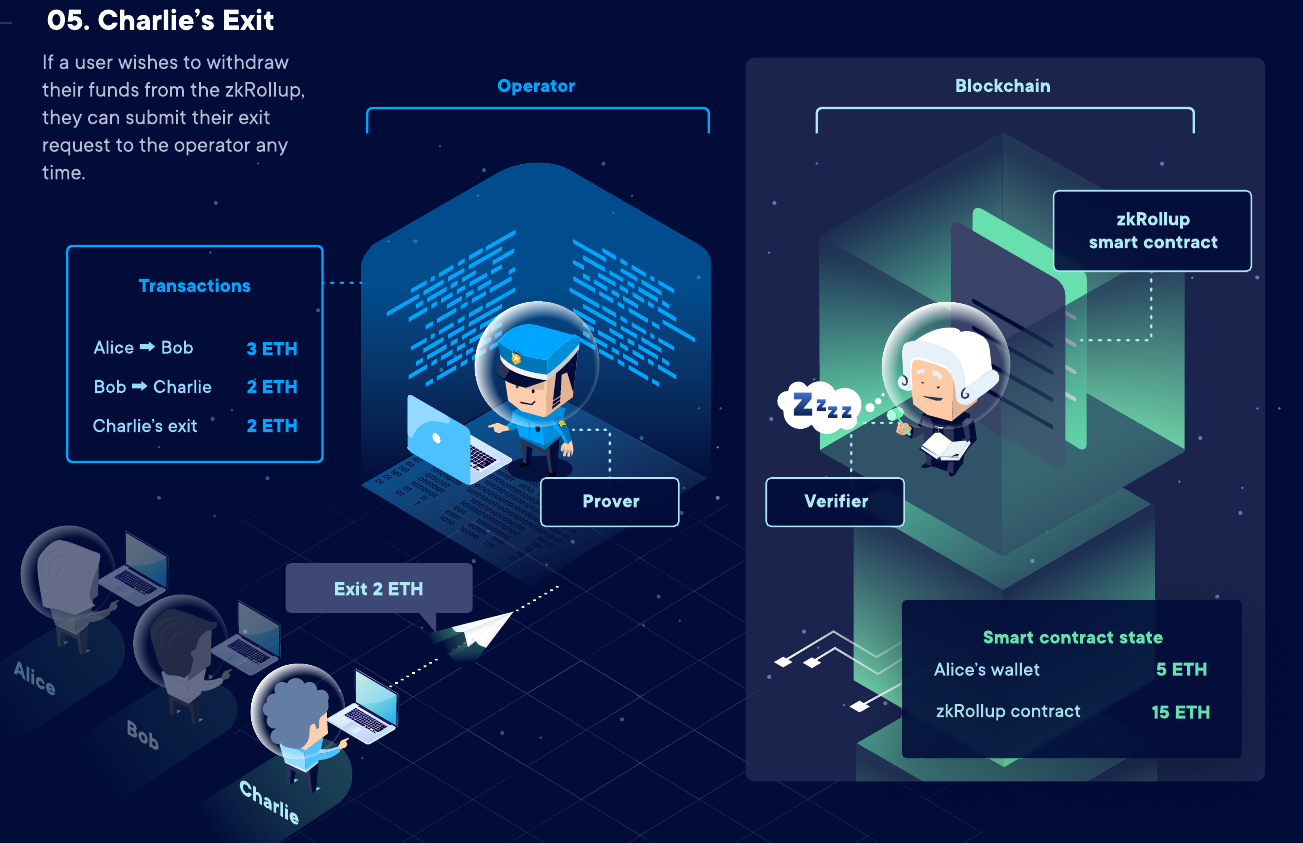 05. Charlie's Exit
If a user wishes to withdraw
their funds from the zkRollup,
they can submit their exit
request to the operator any
time.
Operator
Blockchain
zkRollup
smart contract
Transactions
Alice ➡ Bob 3 ETH
Bob ➡ Charlie 2 ETH
Charlie's exit 2 ETH
Zzzzz
Prover
Verifier
Exit 2 ETH
Smart contract state
Alice's wallet 5 ETH
zkRollup contract 15 ETH
Alice
Bob
Charlie